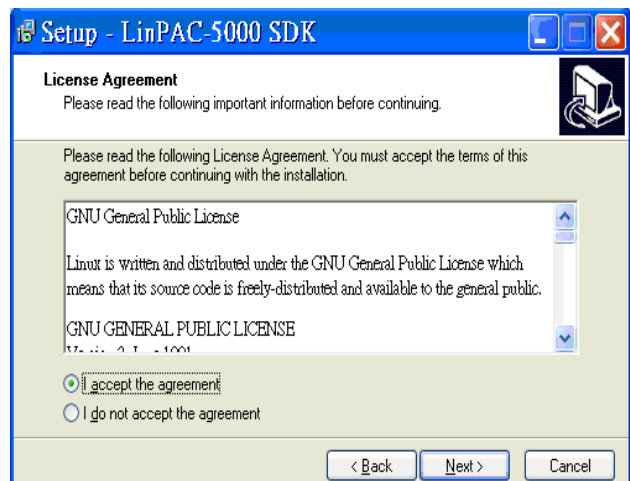 Setup - LinPAC-5000 SDK
License Agreement
Please read the following important information before continuing.
Please read the following License Agreement. You must accept the terms of this
agreement before continuing with the installation.
GNU General Public License
Linux is written and distributed under the GNU General Public License which
means that its source code is freely-distributed and available to the general public.
GNU GENERAL PUBLIC LICENSE
I accept the agreement
I do not accept the agreement
< Back
Next >
Cancel